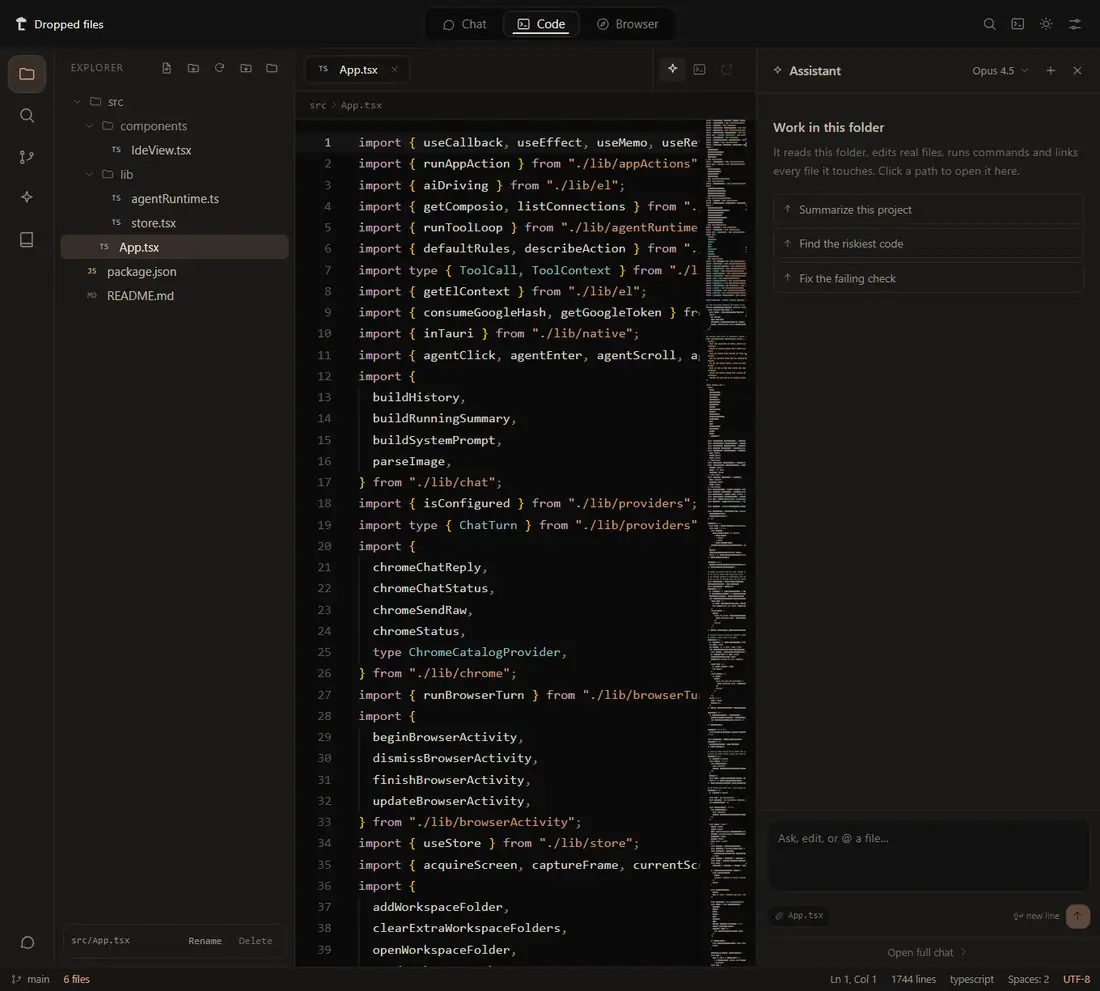 Dropped files
Chat
Code
Browser
EXPLORER
src
components
TS IdeView.tsx
lib
TS agentRuntime.ts
TS store.tsx
TS App.tsx
JS package.json
MD README.md
src/App.tsx
Rename
Delete
TS App.tsx ×
src > App.tsx
1 import { useCallback, useEffect, useMemo, useRe
2 import { runAppAction } from "./lib/appActions"
3 import { aiDriving } from "./lib/el";
4 import { getComposio, listConnections } from ".
5 import { runToolLoop } from "./lib/agentRuntime
6 import { defaultRules, describeAction } from ".
7 import type { ToolCall, ToolContext } from "./l
8 import { getElContext } from "./lib/el";
9 import { consumeGoogleHash, getGoogleToken } fr
10 import { inTauri } from "./lib/native";
11 import { agentClick, agentEnter, agentScroll, a
12 import {
13 buildHistory,
14 buildRunningSummary,
15 buildSystemPrompt,
16 parseImage,
17 } from "./lib/chat";
18 import { isConfigured } from "./lib/providers";
19 import type { ChatTurn } from "./lib/providers"
20 import {
21 chromeChatReply,
22 chromeChatStatus,
23 chromeSendRaw,
24 chromeStatus,
25 type ChromeCatalogProvider,
26 } from "./lib/chrome";
27 import { runBrowserTurn } from "./lib/browserTu
28 import {
29 beginBrowserActivity,
30 dismissBrowserActivity,
31 finishBrowserActivity,
32 updateBrowserActivity,
33 } from "./lib/browserActivity";
34 import { useStore } from "./lib/store";
35 import { acquireScreen, captureFrame, currentSc
36 import {
37 addWorkspaceFolder,
38 clearExtraWorkspaceFolders,
39 openWorkspaceFolder,
Assistant
Opus 4.5
Work in this folder
It reads this folder, edits real files, runs commands and links
every file it touches. Click a path to open it here.
Summarize this project
Find the riskiest code
Fix the failing check
Ask, edit, or @ a file...
App.tsx
new line
Open full chat
main
6 files
Ln 1, Col 1
1744 lines
typescript
Spaces: 2
UTF-8